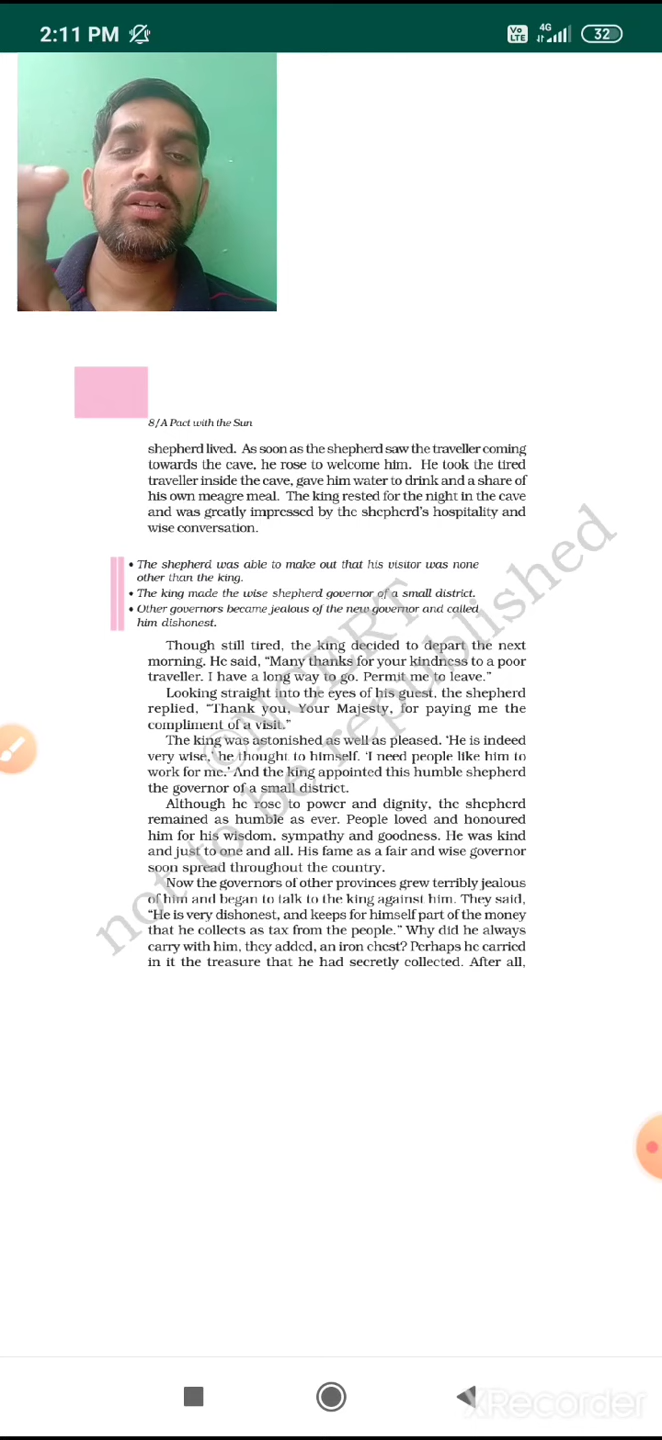 2:11 PM
Vo LTE 4G 32
8/A Pact with the Sun
shepherd lived. As soon as the shepherd saw the traveller coming
towards the cave, he rose to welcome him. He took the tired
traveller inside the cave, gave him water to drink and a share of
his own meagre meal. The king rested for the night in the cave
and was greatly impressed by the shepherd's hospitality and
wise conversation.
• The shepherd was able to make out that his visitor was none
other than the king.
• The king made the wise shepherd governor of a small district.
• Other governors became jealous of the new governor and called
him dishonest.
Though still tired, the king decided to depart the next
morning. He said, “Many thanks for your kindness to a poor
traveller. I have a long way to go. Permit me to leave.”
Looking straight into the eyes of his guest, the shepherd
replied, “Thank you, Your Majesty, for paying me the
compliment of a visit.”
The king was astonished as well as pleased. ‘He is indeed
very wise,’ he thought to himself. ‘I need people like him to
work for me.’ And the king appointed this humble shepherd
the governor of a small district.
Although he rose to power and dignity, the shepherd
remained as humble as ever. People loved and honoured
him for his wisdom, sympathy and goodness. He was kind
and just to one and all. His fame as a fair and wise governor
soon spread throughout the country.
Now the governors of other provinces grew terribly jealous
of him and began to talk to the king against him. They said,
“He is very dishonest, and keeps for himself part of the money
that he collects as tax from the people.” Why did he always
carry with him, they added, an iron chest? Perhaps he carried
in it the treasure that he had secretly collected. After all,
©NCERT
not to be republished
XRecorder